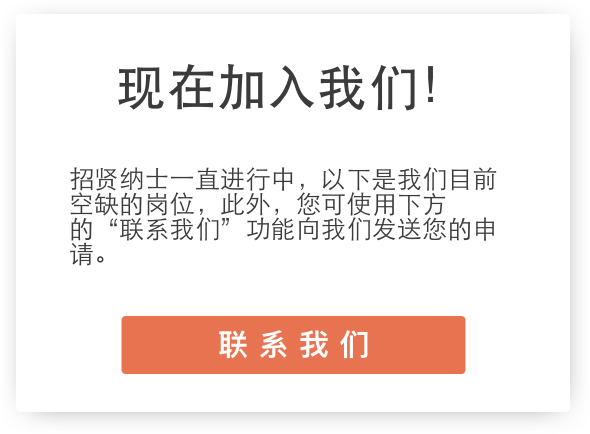 现在加入我们！
招贤纳士一直进行中，以下是我们目前
空缺的岗位，此外，您可使用下方
的“联系我们”功能向我们发送您的申
请。
联系我们